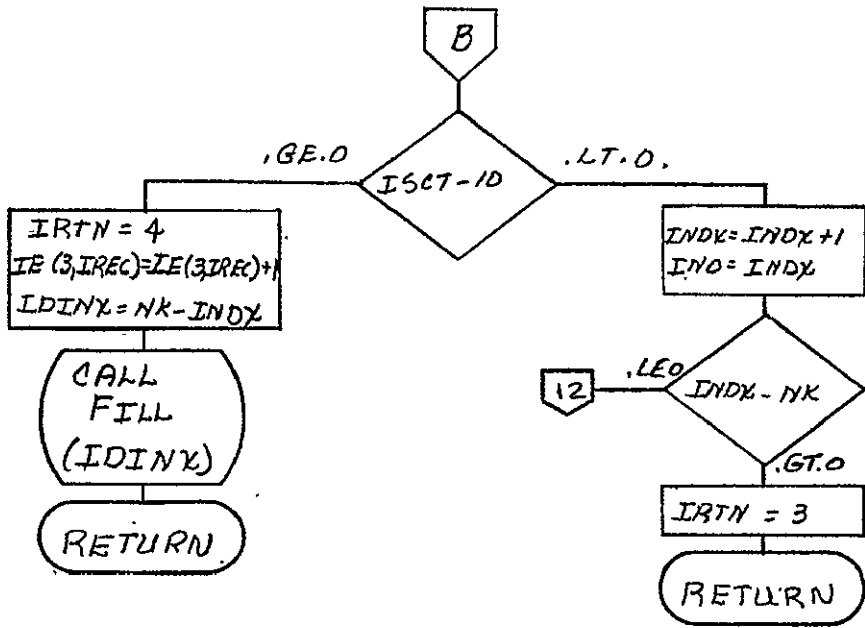 B
.GE.0
ISCT-10
.LT.0.
IRTN = 4
IE(3,IREC)=IE(3,IREC)+1
IDINX=NK-INDX
CALL
FILL
(IDINX)
RETURN
INDX=INDX+1
INO=INDX
.LE0
12
INDX-NK
.GT.0
IRTN = 3
RETURN